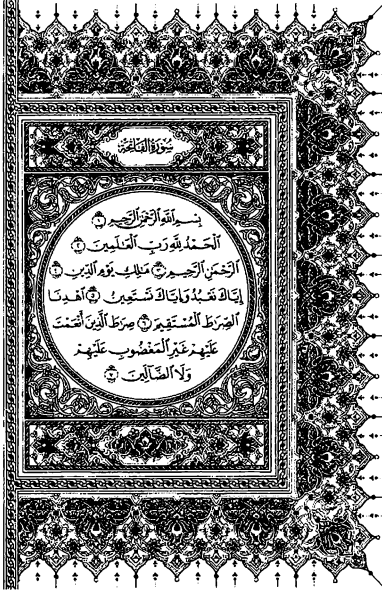 سُورَةُ الْفَاتِحَةِ
بِسْمِ ٱللَّهِ ٱلرَّحْمَٰنِ ٱلرَّحِيمِ ١
ٱلْحَمْدُ لِلَّهِ رَبِّ ٱلْعَٰلَمِينَ ٢
ٱلرَّحْمَٰنِ ٱلرَّحِيمِ ٣ مَٰلِكِ يَوْمِ ٱلدِّينِ ٤
إِيَّاكَ نَعْبُدُ وَإِيَّاكَ نَسْتَعِينُ ٥ ٱهْدِنَا
ٱلصِّرَٰطَ ٱلْمُسْتَقِيمَ ٦ صِرَٰطَ ٱلَّذِينَ أَنْعَمْتَ
عَلَيْهِمْ غَيْرِ ٱلْمَغْضُوبِ عَلَيْهِمْ
وَلَا ٱلضَّآلِّينَ ٧